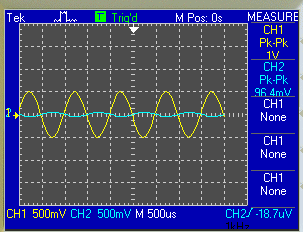 Tek Trig'd M Pos: 0s MEASURE
CH1
Pk-Pk
1V
CH2
Pk-Pk
96.4mV
CH1
None
CH1
None
CH1
None
CH1 500mV CH2 500mV M 500us CH2 -18.7uV